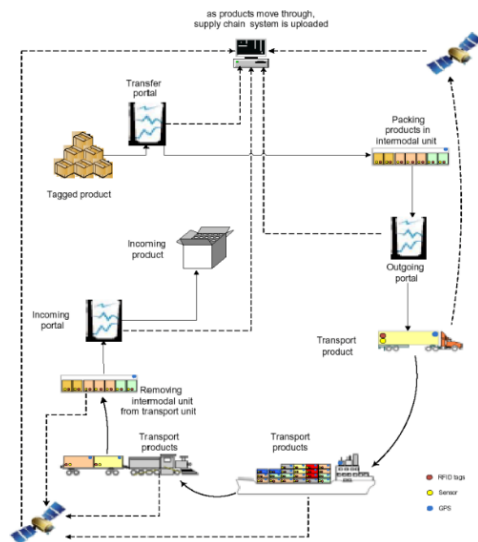 as products move through,
supply chain system is uploaded
Transfer
portal
Packing
products in
intermodal unit
Tagged product
Incoming
product
Outgoing
portal
Incoming
portal
Transport
product
Removing
intermodal unit
from transport unit
Transport
products
Transport
products
RFID tags
Sensor
GPS